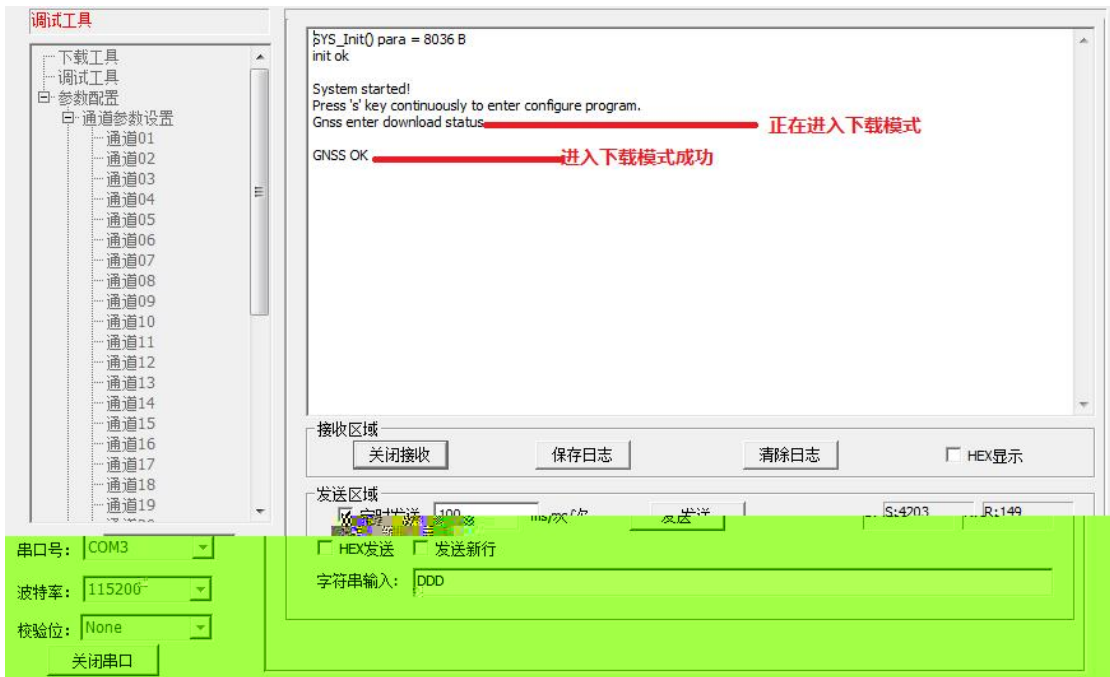 调试工具
下载工具
调试工具
参数配置
通道参数设置
通道01
通道02
通道03
通道04
通道05
通道06
通道07
通道08
通道09
通道10
通道11
通道12
通道13
通道14
通道15
通道16
通道17
通道18
通道19
SYS_Init() para = 8036 B
init ok
System started!
Press 's' key continuously to enter configure program.
Gnss enter download status
正在进入下载模式
GNSS OK
进入下载模式成功
接收区域
关闭接收
保存日志
清除日志
HEX显示
发送区域
定时发送 100 ms/次
发送
S:4203
R:149
HEX发送
发送新行
字符串输入: DDD
串口号: COM3
波特率: 115200
校验位: None
关闭串口